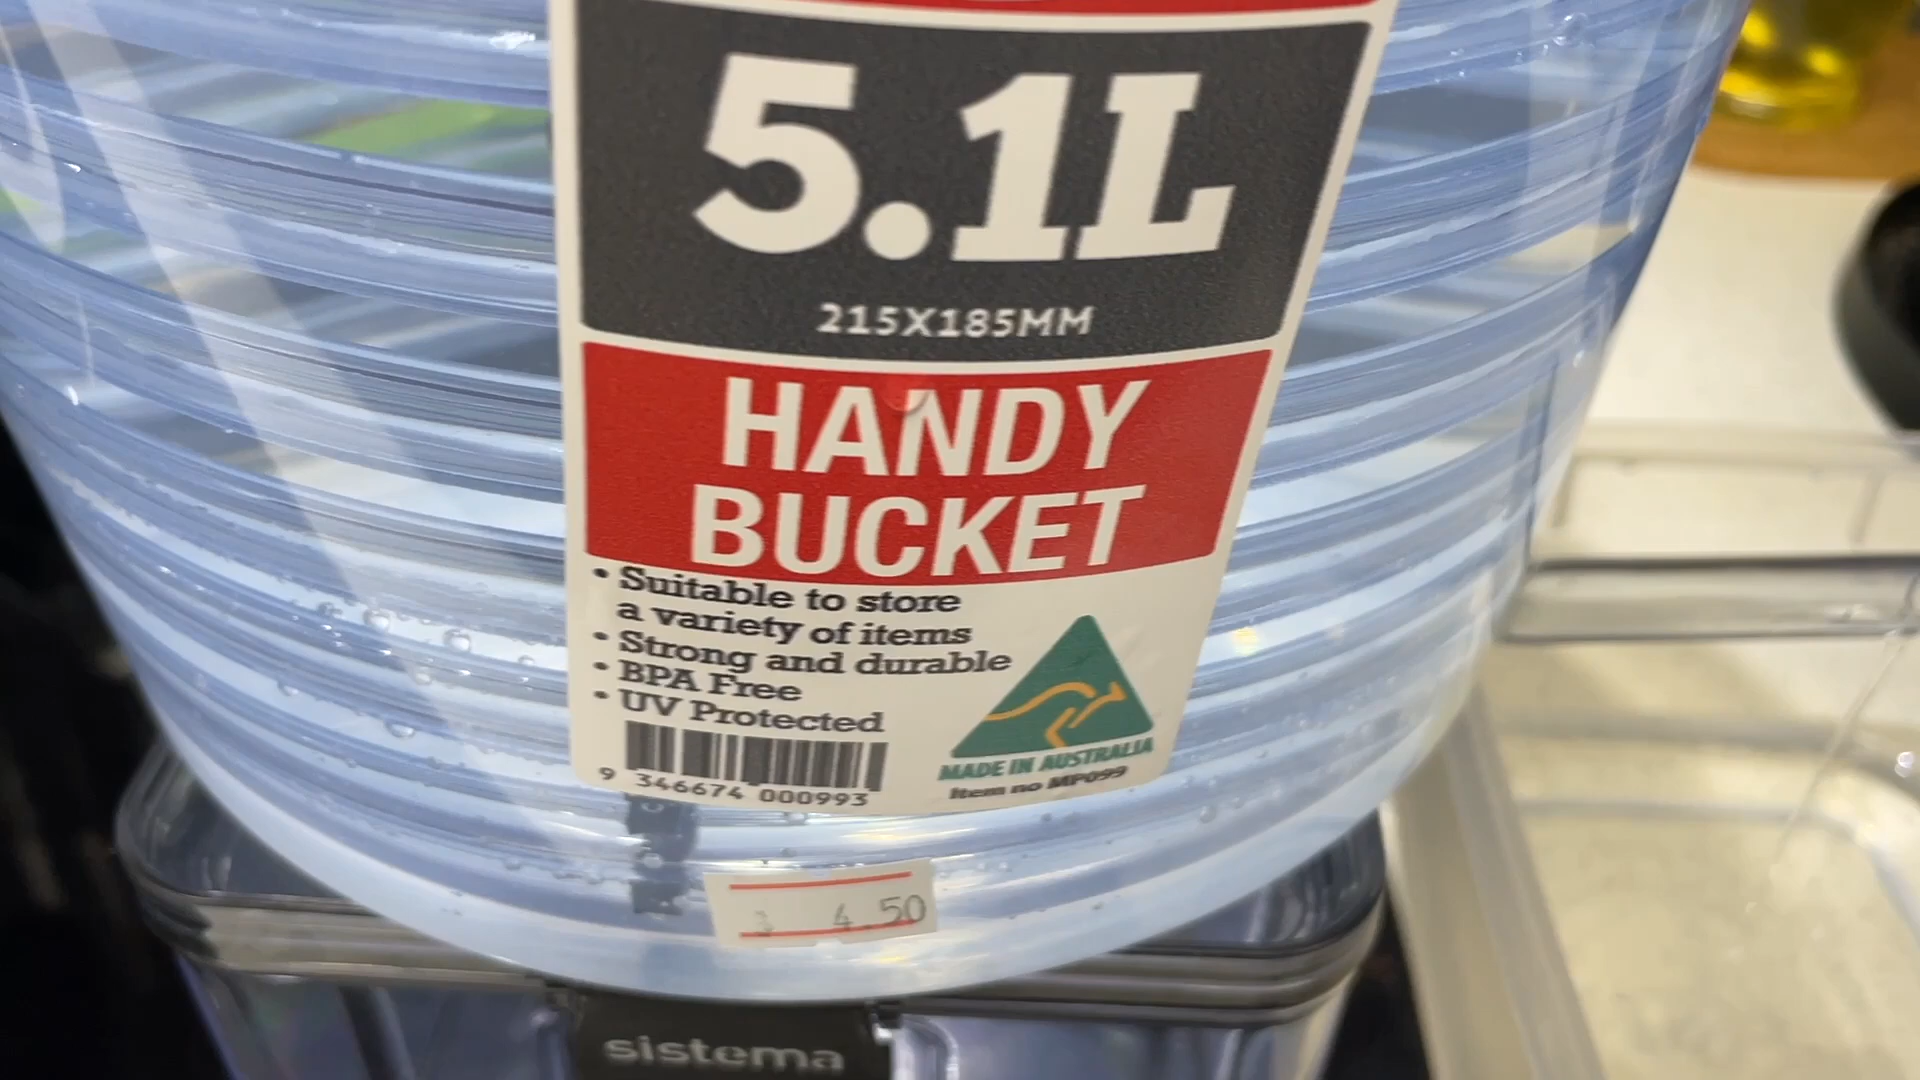 5.1L
215X185MM
HANDY
BUCKET
• Suitable to store
a variety of items
• Strong and durable
• BPA Free
• UV Protected
9 346674 000993
MADE IN AUSTRALIA
Item no MP099
4 50
sistema